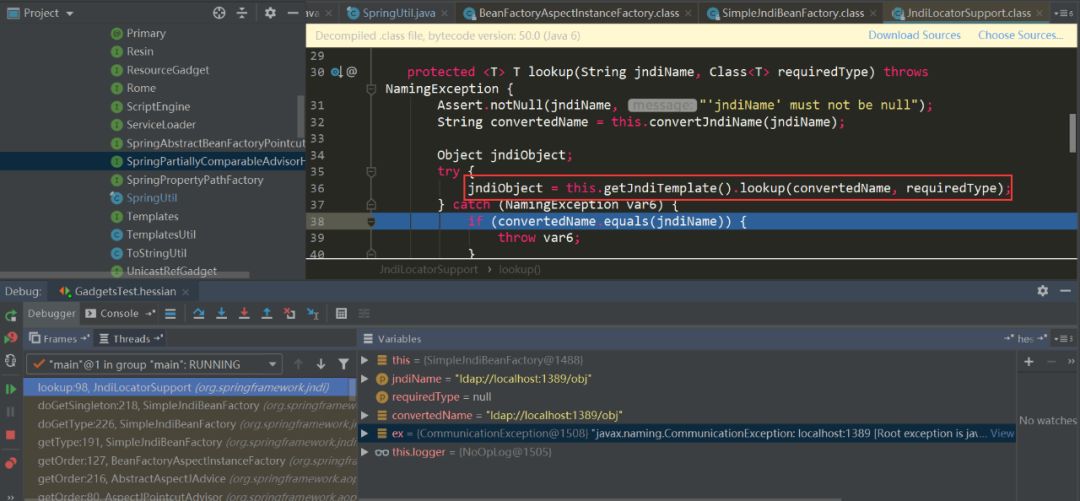 Project
java
SpringUtil.java
BeanFactoryAspectInstanceFactory.class
SimpleJndiBeanFactory.class
JndiLocatorSupport.class
Primary
Resin
ResourceGadget
Rome
ScriptEngine
ServiceLoader
SpringAbstractBeanFactoryPointcut
SpringPartiallyComparableAdvisorH
SpringPropertyPathFactory
SpringUtil
Templates
TemplatesUtil
ToStringUtil
UnicastRefGadget
Decompiled .class file, bytecode version: 50.0 (Java 6)
Download Sources
Choose Sources...
29
30 @ protected <T> T lookup(String jndiName, Class<T> requiredType) throws
NamingException {
31 Assert.notNull(jndiName, message: "'jndiName' must not be null");
32 String convertedName = this.convertJndiName(jndiName);
33
34 Object jndiObject;
35 try {
36 jndiObject = this.getJndiTemplate().lookup(convertedName, requiredType);
37 } catch (NamingException var6) {
38 if (convertedName.equals(jndiName)) {
39 throw var6;
40 }
JndiLocatorSupport › lookup()
Debug: GadgetsTest.hessian
Debugger Console
Frames Threads
"main"@1 in group "main": RUNNING
lookup:98, JndiLocatorSupport (org.springframework.jndi)
doGetSingleton:218, SimpleJndiBeanFactory (org.springframew
doGetType:226, SimpleJndiBeanFactory (org.springframework.
getType:191, SimpleJndiBeanFactory (org.springframework.jn
getOrder:127, BeanFactoryAspectInstanceFactory (org.springf
getOrder:216, AbstractAspectJAdvice (org.springframework.ao
getOrder:80, AspectJPointcutAdvisor (org.springframework.aop
Variables
hes
this = {SimpleJndiBeanFactory@1488}
jndiName = "ldap://localhost:1389/obj"
requiredType = null
convertedName = "ldap://localhost:1389/obj"
ex = {CommunicationException@1508} "javax.naming.CommunicationException: localhost:1389 [Root exception is jav... View
this.logger = {NoOpLog@1505}
No watches